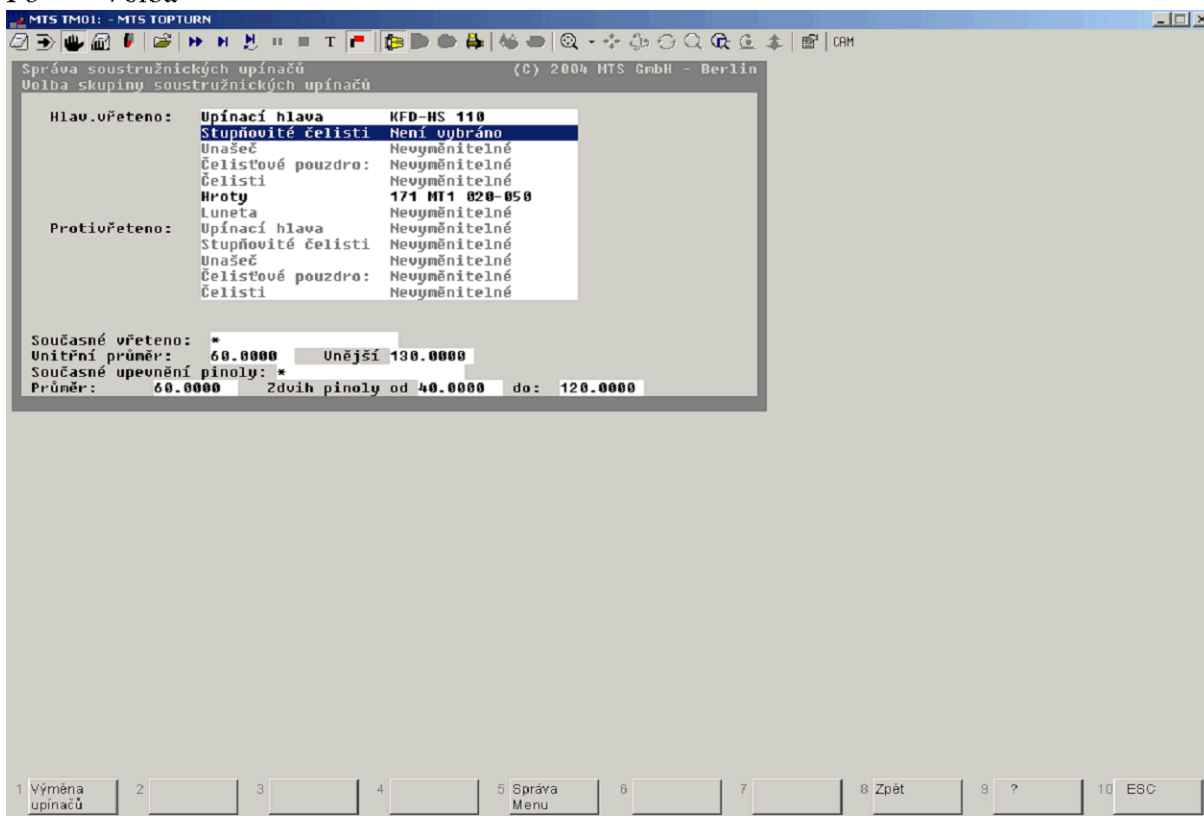 MTS TM01: - MTS TOPTURN
T CAM
Správa soustružnických upínačů (C) 2004 MTS GmbH - Berlin
Volba skupiny soustružnických upínačů
Hlav.vřeteno: Upínací hlava KFD-HS 110
Stupňovité čelisti Není vybráno
Unašeč Nevyměnitelné
Čelisťové pouzdro: Nevyměnitelné
Čelisti Nevyměnitelné
Hroty 171 MT1 020-050
Luneta Nevyměnitelné
Protivřeteno: Upínací hlava Nevyměnitelné
Stupňovité čelisti Nevyměnitelné
Unašeč Nevyměnitelné
Čelisťové pouzdro: Nevyměnitelné
Čelisti Nevyměnitelné
Současné vřeteno: *
Vnitřní průměr: 60.0000 Vnější 130.0000
Současné upevnění pinoly: *
Průměr: 60.0000 Zdvih pinoly od 40.0000 do: 120.0000
1 Výměna upínačů 2 3 4 5 Správa Menu 6 7 8 Zpět 9 ? 10 ESC